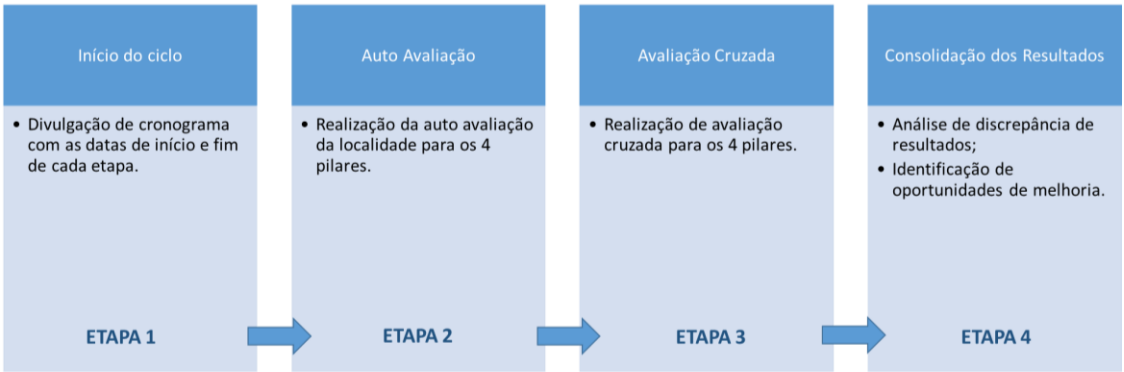 Início do ciclo
• Divulgação de cronograma
com as datas de início e fim
de cada etapa.
ETAPA 1
Auto Avaliação
• Realização da auto avaliação
da localidade para os 4
pilares.
ETAPA 2
Avaliação Cruzada
• Realização de avaliação
cruzada para os 4 pilares.
ETAPA 3
Consolidação dos Resultados
• Análise de discrepância de
resultados;
• Identificação de
oportunidades de melhoria.
ETAPA 4